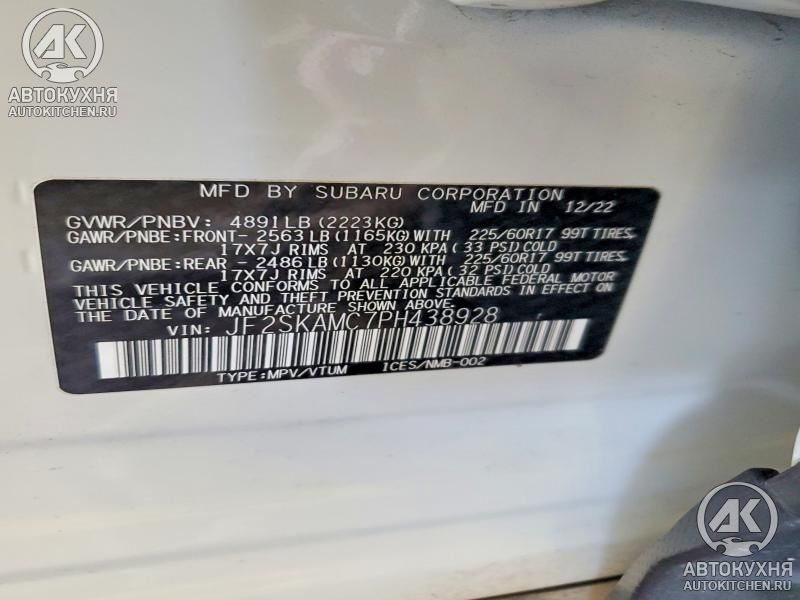 AK
АВТОКУХНЯ
AUTOKITCHEN.RU
MFD BY SUBARU CORPORATION
MFD IN 12/22
GVWR/PNBV: 4891LB(2223KG)
GAWR/PNBE:FRONT- 2563LB(1165KG)WITH 225/60R17 99T TIRES,
17X7J RIMS AT 230 KPA(33 PSI)COLD
GAWR/PNBE:REAR - 2486LB(1130KG)WITH 225/60R17 99T TIRES,
17X7J RIMS AT 220 KPA(32 PSI)COLD
THIS VEHICLE CONFORMS TO ALL APPLICABLE FEDERAL MOTOR
VEHICLE SAFETY AND THEFT PREVENTION STANDARDS IN EFFECT ON
THE DATE OF MANUFACTURE SHOWN ABOVE.
VIN: JF2SKAMC7PH438928
TYPE:MPV/VTUM ICES/NMB-002
AK
АВТОКУХНЯ
AUTOKITCHEN.RU